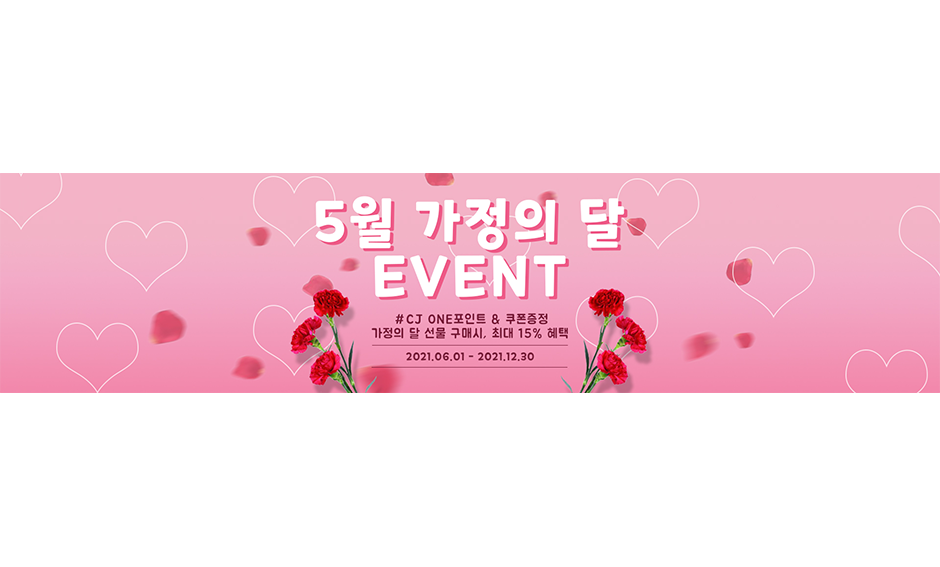 5월 가정의 달
EVENT
#CJ ONE포인트 & 쿠폰증정
가정의 달 선물 구매시, 최대 15% 혜택
2021.06.01 - 2021.12.30